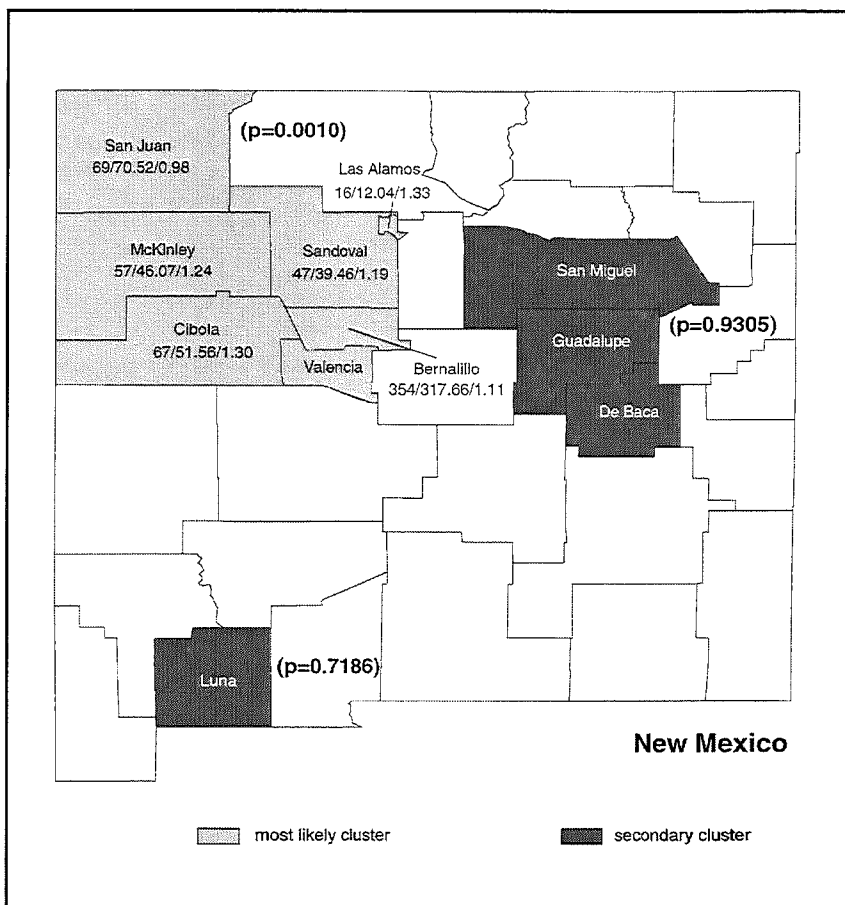 San Juan
69/70.52/0.98
(p=0.0010)
Las Alamos
16/12.04/1.33
McKinley
57/46.07/1.24
Sandoval
47/39.46/1.19
San Miguel
Cibola
67/51.56/1.30
(p=0.9305)
Guadalupe
Valencia
Bernalillo
354/317.66/1.11
De Baca
Luna
(p=0.7186)
New Mexico
most likely cluster
secondary cluster